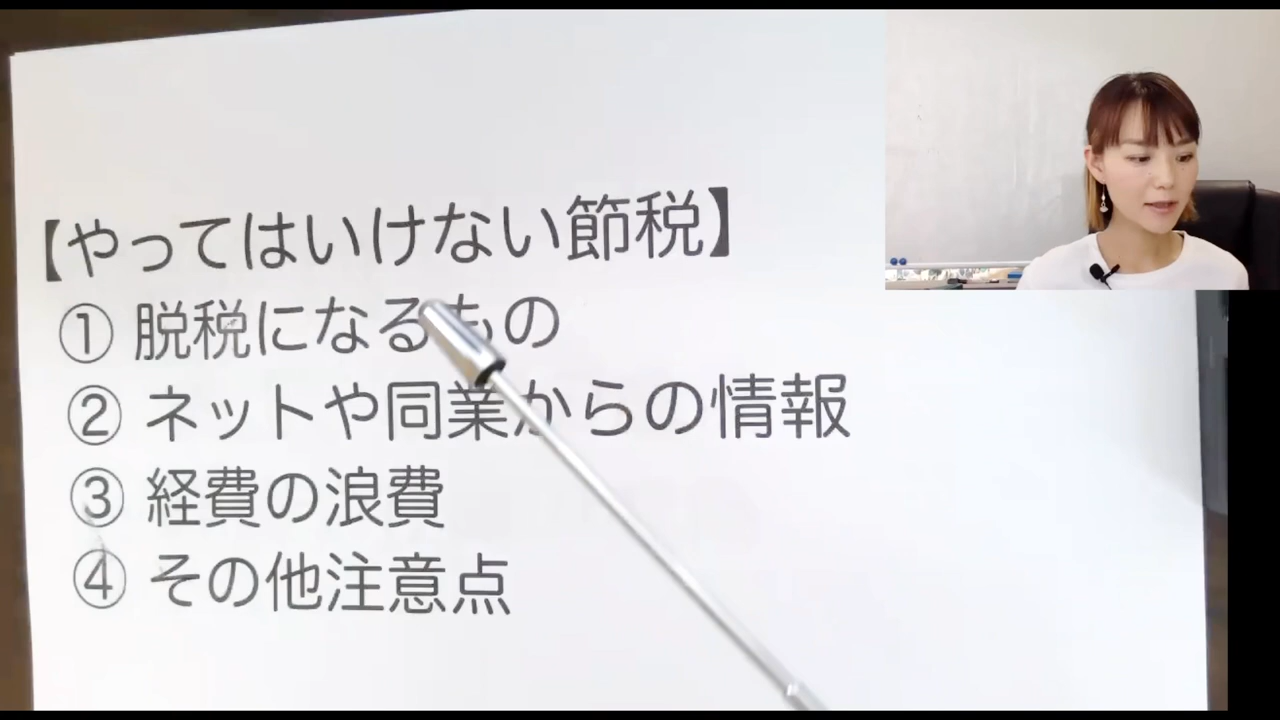 【やってはいけない節税】
① 脱税になるもの
② ネットや同業からの情報
③ 経費の浪費
④ その他注意点